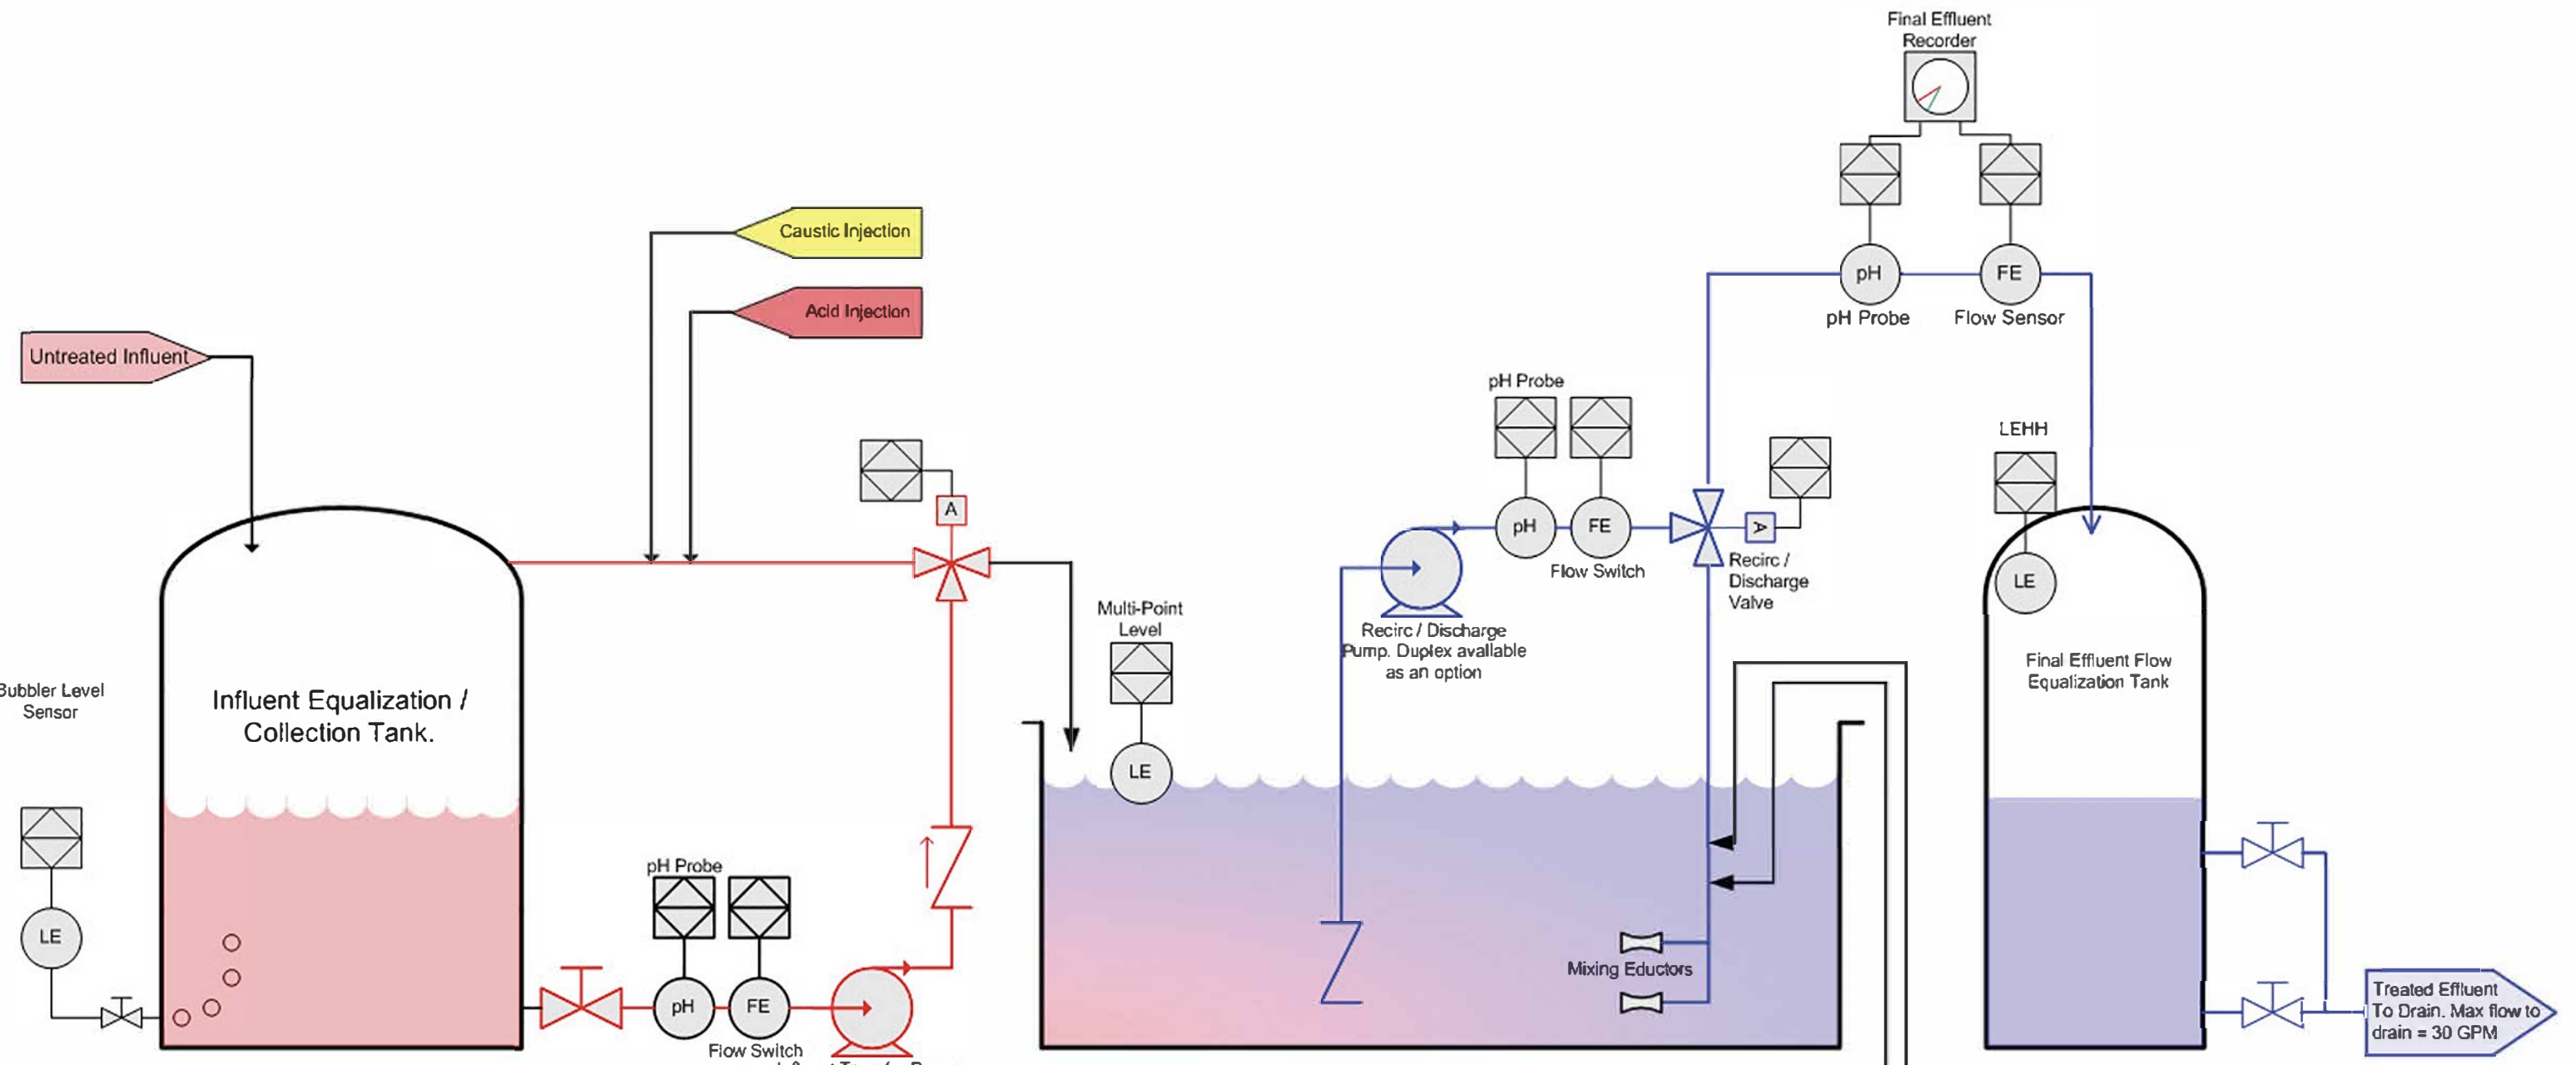 Final Effluent
Recorder
Caustic Injection
Acid Injection
Untreated Influent
pH
FE
pH Probe
Flow Sensor
pH Probe
LEHH
A
pH
FE
A
Flow Switch
Recirc /
Discharge
Valve
LE
Multi-Point
Level
Recirc / Discharge
Pump. Duplex available
as an option
Final Effluent Flow
Equalization Tank
Bubbler Level
Sensor
Influent Equalization /
Collection Tank.
LE
pH Probe
LE
Mixing Eductors
pH
FE
Flow Switch
Treated Effluent
To Drain. Max flow to
drain = 30 GPM